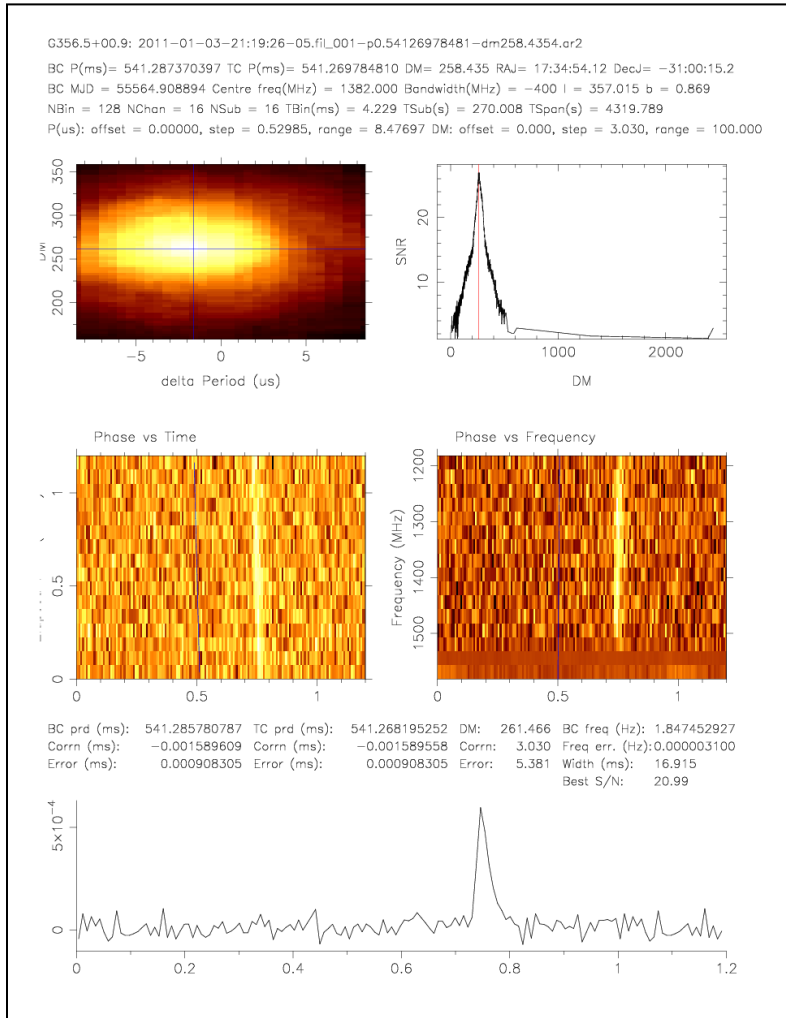 G356.5+00.9: 2011-01-03-21:19:26-05.fil_001-p0.54126978481-dm258.4354.ar2
BC P(ms)= 541.287370397 TC P(ms)= 541.269784810 DM= 258.435 RAJ= 17:34:54.12 DecJ= -31:00:15.2
BC MJD = 55564.908894 Centre freq(MHz) = 1382.000 Bandwidth(MHz) = -400 l = 357.015 b = 0.869
NBin = 128 NChan = 16 NSub = 16 TBin(ms) = 4.229 TSub(s) = 270.008 TSpan(s) = 4319.789
P(us): offset = 0.00000, step = 0.52985, range = 8.47697 DM: offset = 0.000, step = 3.030, range = 100.000
350
300
250
200
DM
-5 0 5
delta Period (us)
20
10
SNR
0 1000 2000
DM
Phase vs Time
1
0.5
0
0 0.5 1
Phase vs Frequency
1200
1300
1400
1500
Frequency (MHz)
0 0.5 1
BC prd (ms): 541.285780787 TC prd (ms): 541.268195252 DM: 261.466 BC freq (Hz): 1.847452927
Corrn (ms): -0.001589609 Corrn (ms): -0.001589558 Corrn: 3.030 Freq err. (Hz): 0.000003100
Error (ms): 0.000908305 Error (ms): 0.000908305 Error: 5.381 Width (ms): 16.915
Best S/N: 20.99
5×10⁻⁴
0
0 0.2 0.4 0.6 0.8 1 1.2